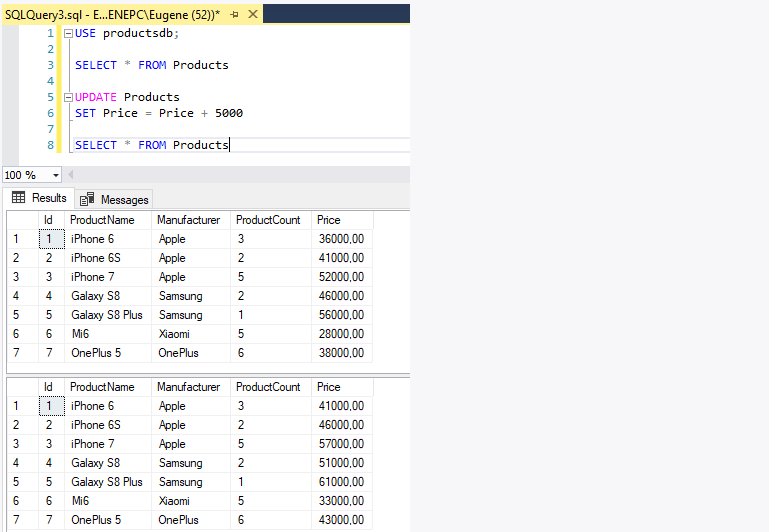 SQLQuery3.sql - E...ENEPC\Eugene (52))*
1 USE productsdb;
2
3 SELECT * FROM Products
4
5 UPDATE Products
6 SET Price = Price + 5000
7
8 SELECT * FROM Products
100 %
Results Messages
Id ProductName Manufacturer ProductCount Price
1 1 iPhone 6 Apple 3 36000,00
2 2 iPhone 6S Apple 2 41000,00
3 3 iPhone 7 Apple 5 52000,00
4 4 Galaxy S8 Samsung 2 46000,00
5 5 Galaxy S8 Plus Samsung 1 56000,00
6 6 Mi6 Xiaomi 5 28000,00
7 7 OnePlus 5 OnePlus 6 38000,00
Id ProductName Manufacturer ProductCount Price
1 1 iPhone 6 Apple 3 41000,00
2 2 iPhone 6S Apple 2 46000,00
3 3 iPhone 7 Apple 5 57000,00
4 4 Galaxy S8 Samsung 2 51000,00
5 5 Galaxy S8 Plus Samsung 1 61000,00
6 6 Mi6 Xiaomi 5 33000,00
7 7 OnePlus 5 OnePlus 6 43000,00